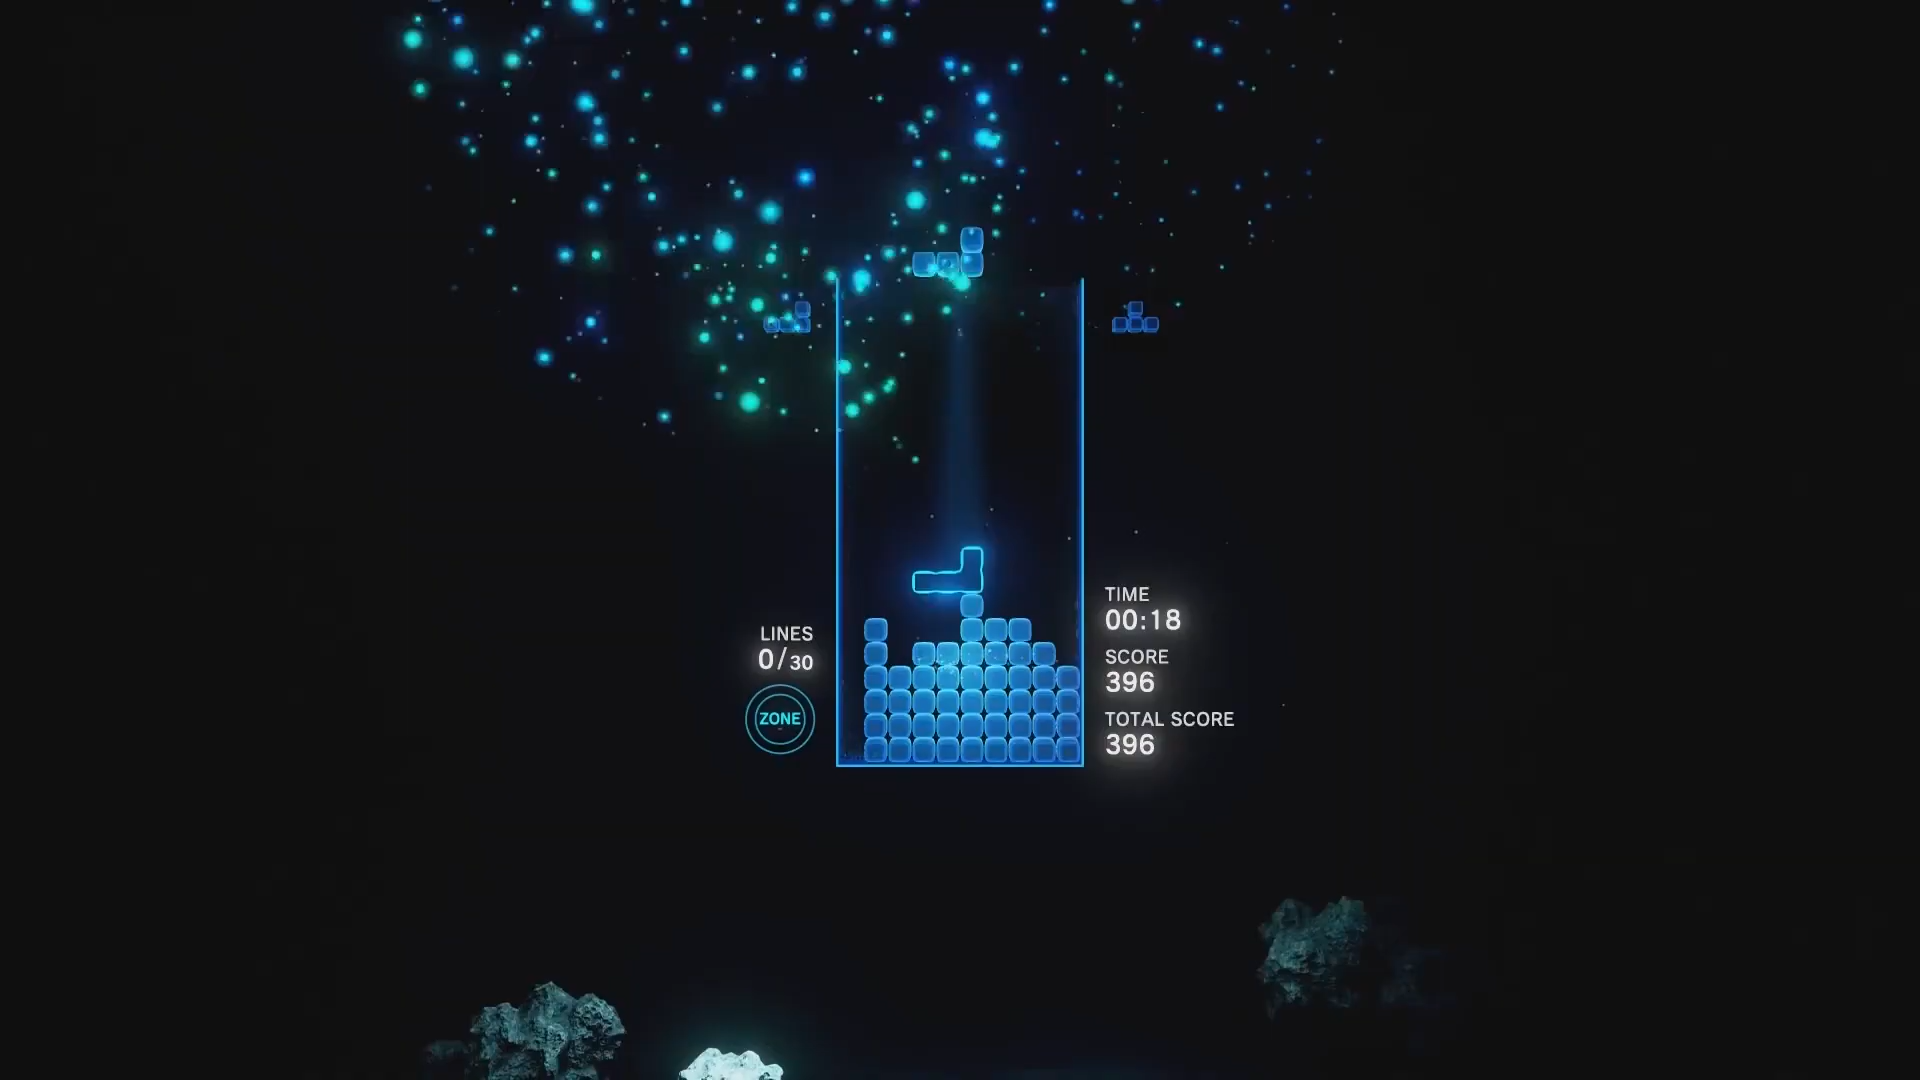 LINES
0/30
ZONE
TIME
00:18
SCORE
396
TOTAL SCORE
396